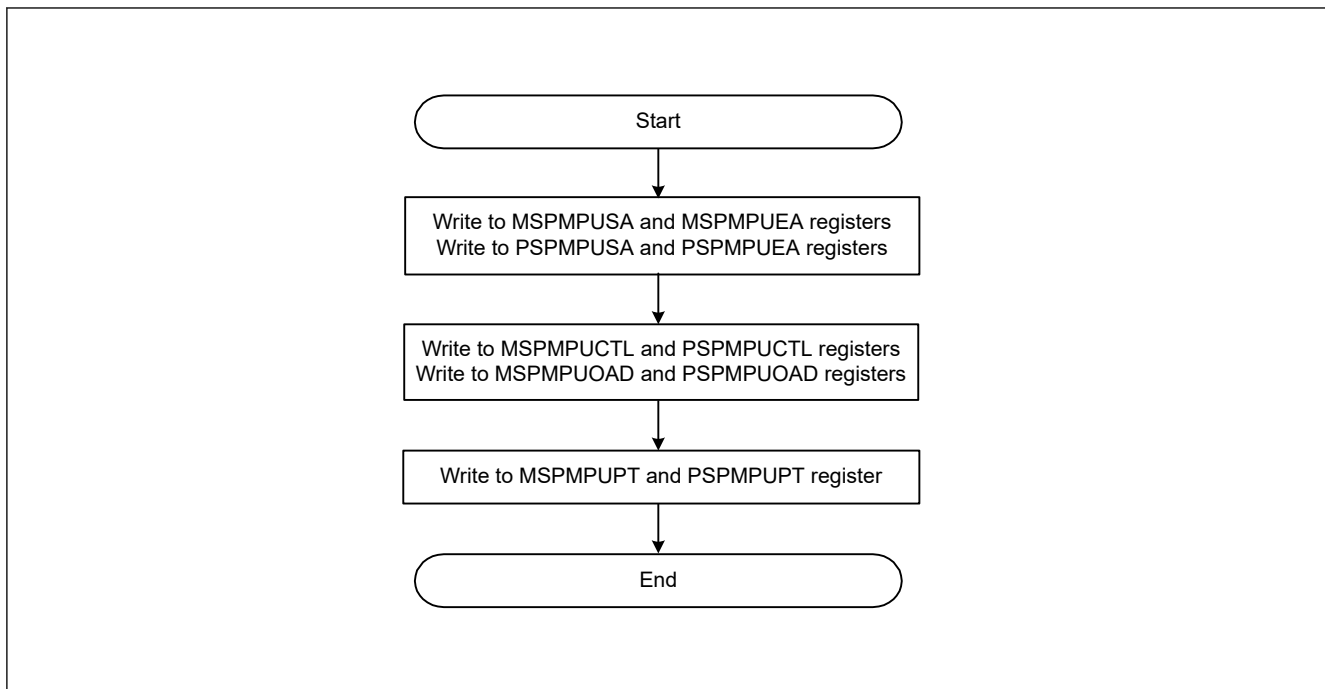 Start
Write to MSPMPUSA and MSPMPUEA registers
Write to PSPMPUSA and PSPMPUEA registers
Write to MSPMPUCTL and PSPMPUCTL registers
Write to MSPMPUOAD and PSPMPUOAD registers
Write to MSPMPUPT and PSPMPUPT register
End